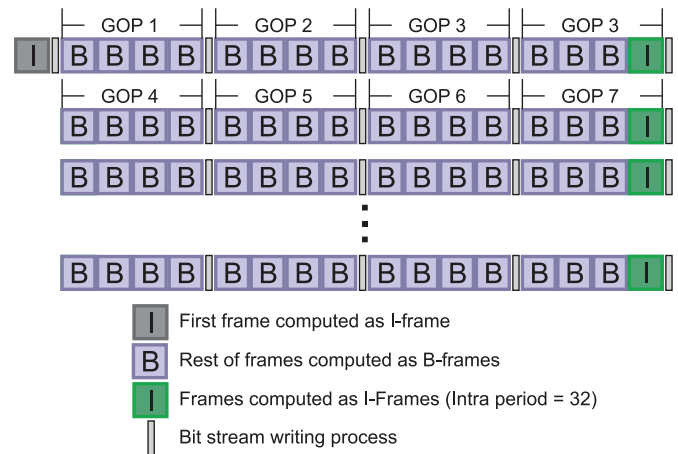 GOP 1 GOP 2 GOP 3 GOP 3
I B B B B B B B B B B B B B B B I
GOP 4 GOP 5 GOP 6 GOP 7
B B B B B B B B B B B B B B B I
B B B B B B B B B B B B B B B I
B B B B B B B B B B B B B B B I
I First frame computed as I-frame
B Rest of frames computed as B-frames
I Frames computed as I-Frames (Intra period = 32)
Bit stream writing process